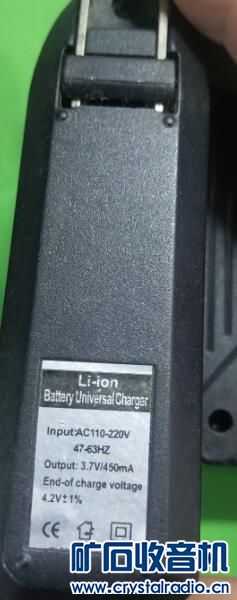 Li-ion
Battery Universal Charger
Input:AC110-220V
47-63HZ
Output: 3.7V/450mA
End-of charge voltage
4.2V±1%
CE
矿石收音机
www.crystalradio.cn